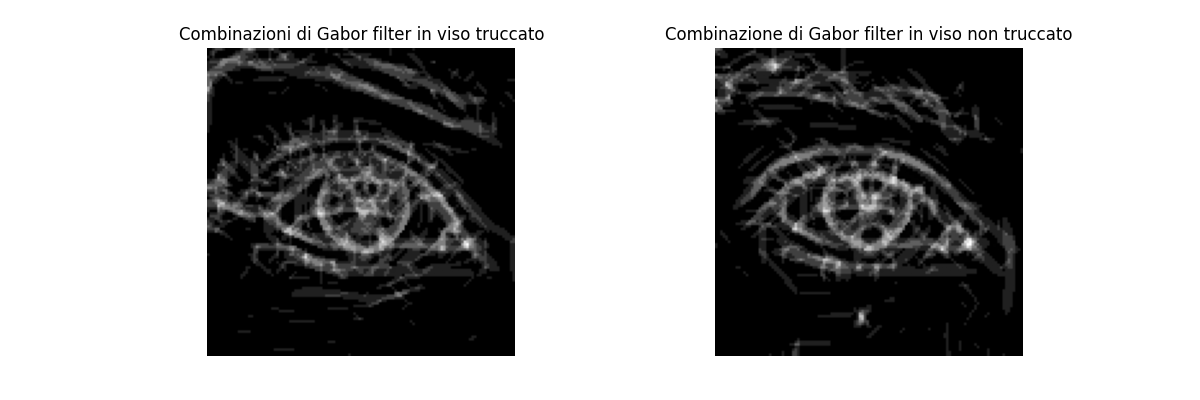 Combinazioni di Gabor filter in viso truccato
Combinazione di Gabor filter in viso non truccato